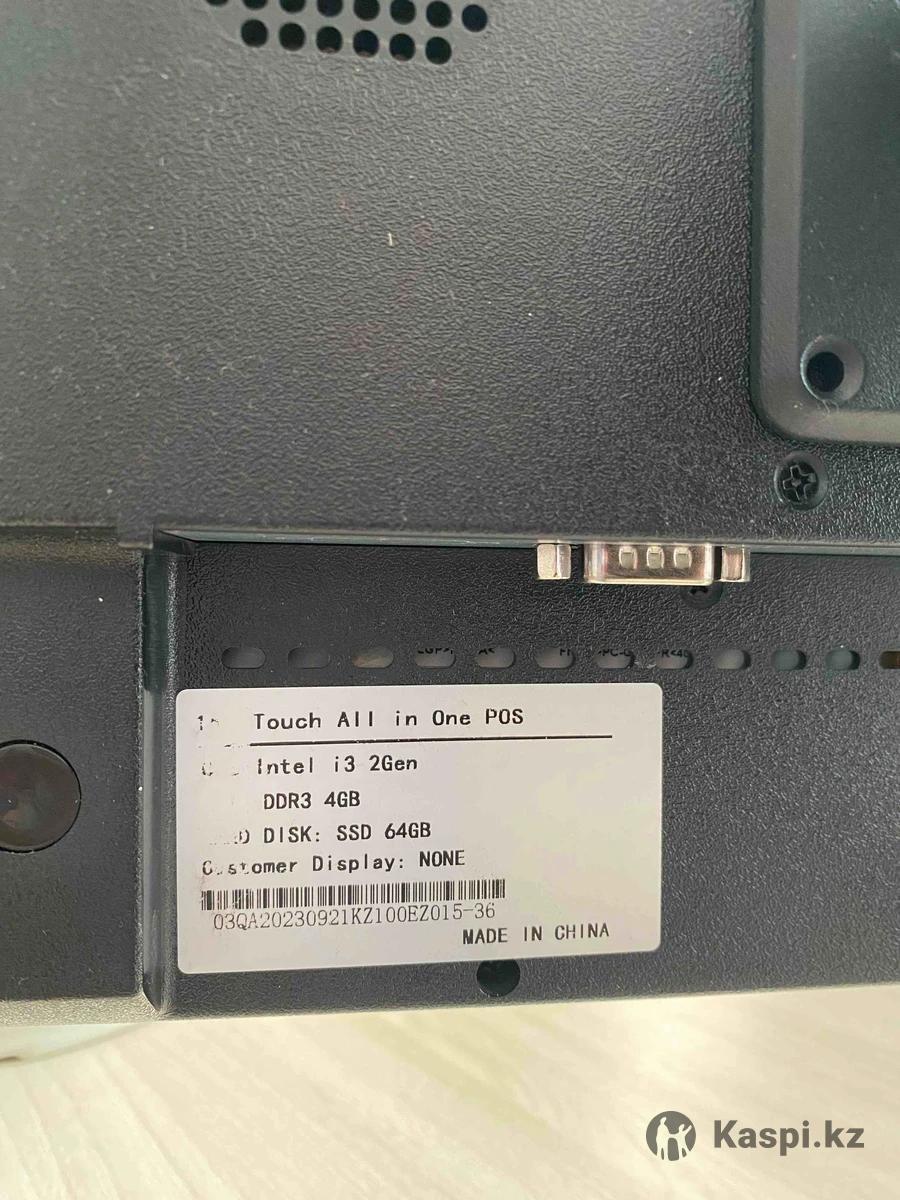 Touch All in One POS
Intel i3 2Gen
DDR3 4GB
DISK: SSD 64GB
Customer Display: NONE
03QA20230921KZ100EZ015-36
MADE IN CHINA
Kaspi.kz